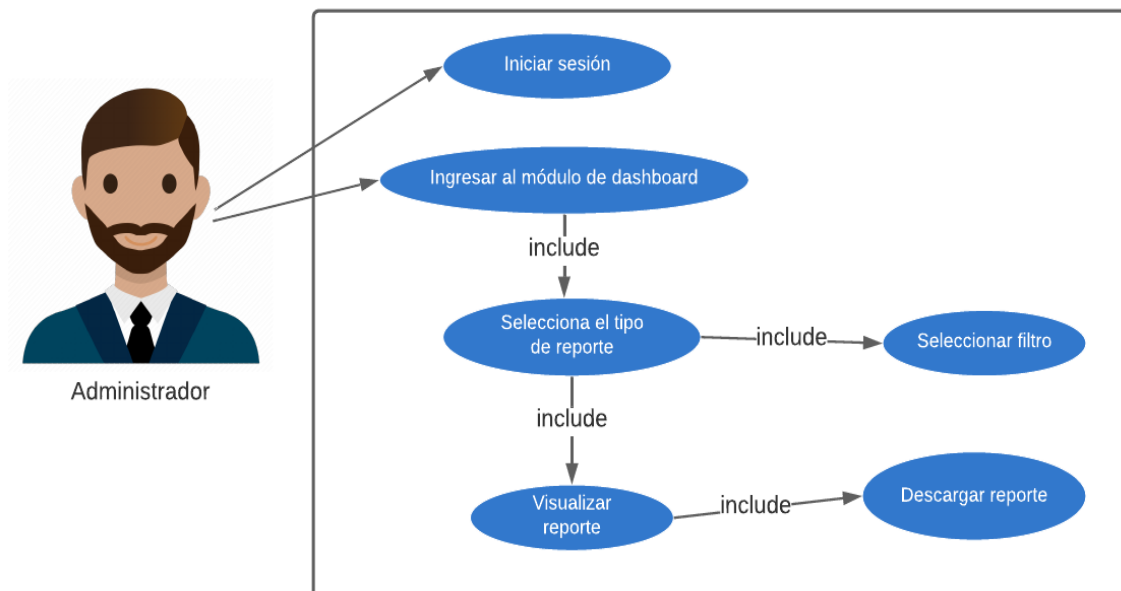 Iniciar sesión
Ingresar al módulo de dashboard
include
Selecciona el tipo
de reporte
include
Seleccionar filtro
Administrador
include
Visualizar
reporte
include
Descargar reporte